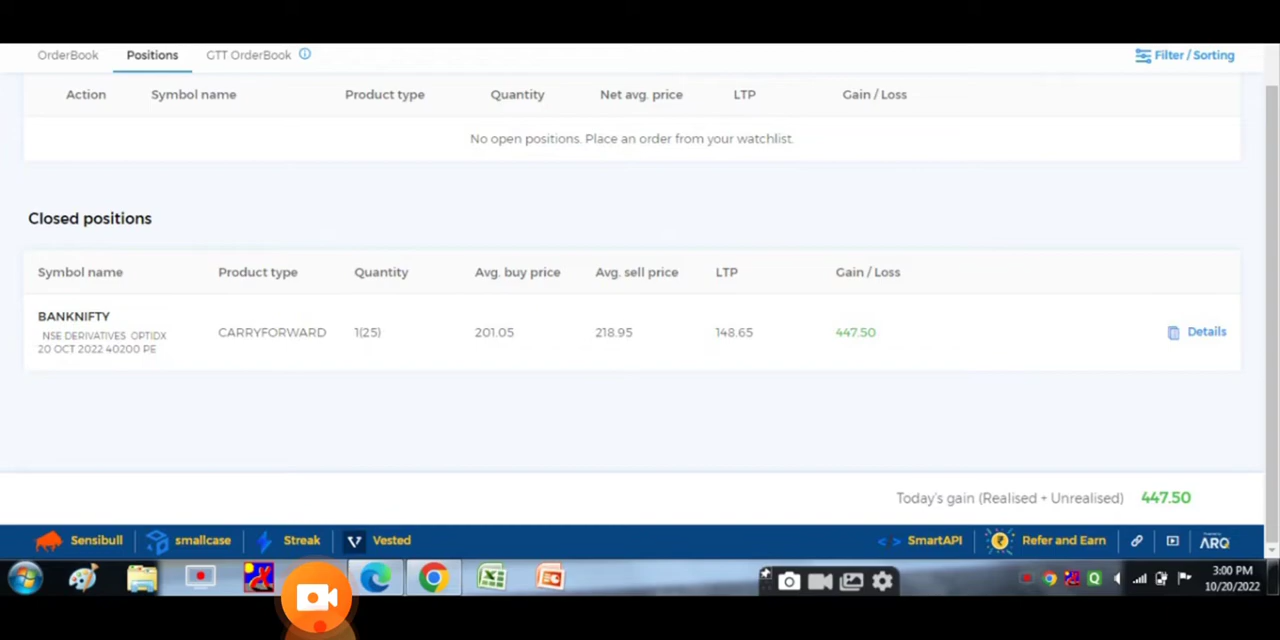 OrderBook Positions GTT OrderBook Filter / Sorting
Action Symbol name Product type Quantity Net avg. price LTP Gain / Loss
No open positions. Place an order from your watchlist.
Closed positions
Symbol name Product type Quantity Avg. buy price Avg. sell price LTP Gain / Loss
BANKNIFTY
NSE DERIVATIVES OPTIDX
20 OCT 2022 40200 PE
CARRYFORWARD 1(25) 201.05 218.95 148.65 447.50 Details
Today's gain (Realised + Unrealised) 447.50
Sensibull smallcase Streak Vested < > SmartAPI Refer and Earn ARQ
3:00 PM
10/20/2022